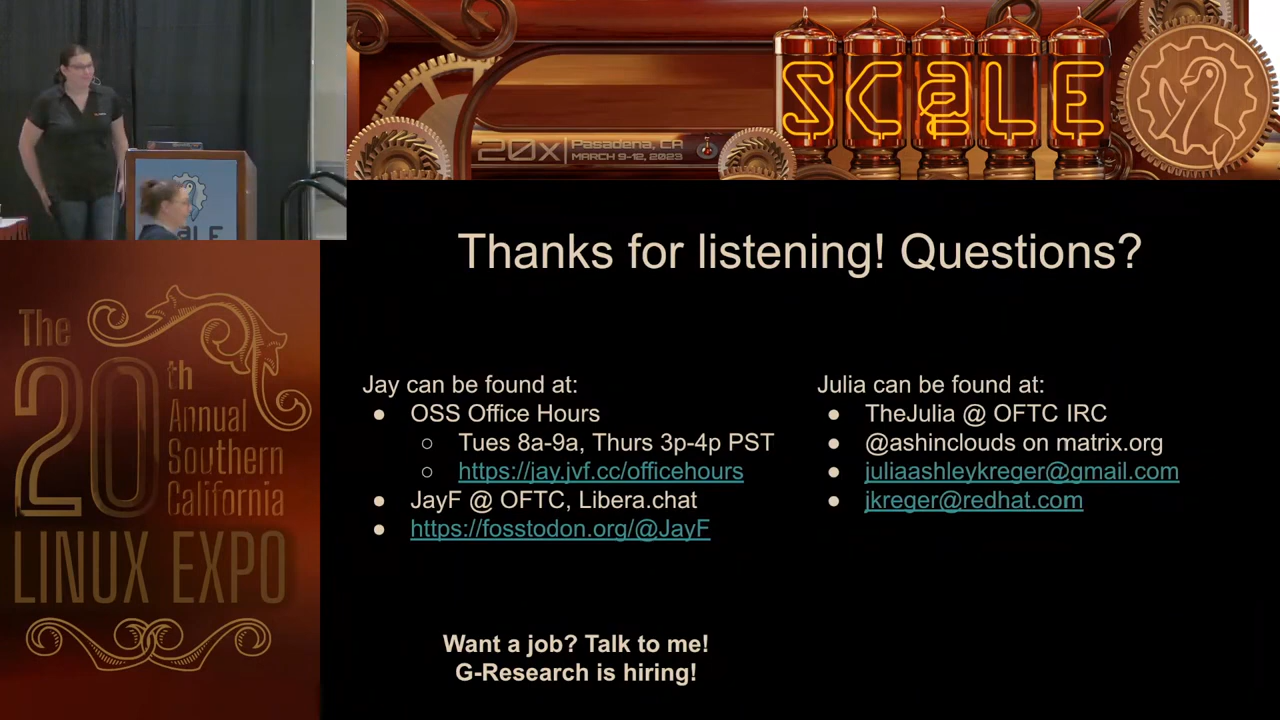 SCaLE
20x
Pasadena, CA
MARCH 9-12, 2023
Thanks for listening! Questions?
Jay can be found at:
● OSS Office Hours
○ Tues 8a-9a, Thurs 3p-4p PST
○ https://jay.jvf.cc/officehours
● JayF @ OFTC, Libera.chat
● https://fosstodon.org/@JayF
Julia can be found at:
● TheJulia @ OFTC IRC
● @ashinclouds on matrix.org
● juliaashleykreger@gmail.com
● jkreger@redhat.com
Want a job? Talk to me!
G-Research is hiring!
The
20th
Annual
Southern
California
LINUX EXPO